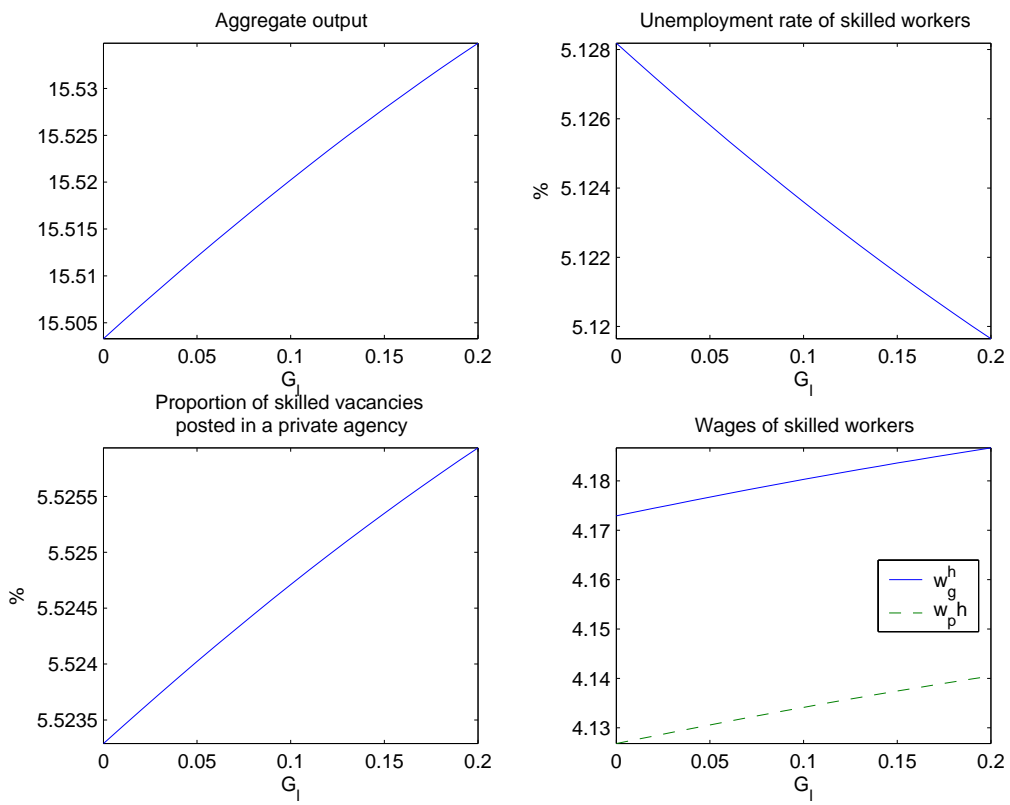 Aggregate output
15.53
15.525
15.52
15.515
15.51
15.505
0 0.05 0.1 0.15 0.2
G_l
Unemployment rate of skilled workers
5.128
5.126
5.124
5.122
5.12
%
0 0.05 0.1 0.15 0.2
G_l
Proportion of skilled vacancies
posted in a private agency
5.5255
5.525
5.5245
5.524
5.5235
%
0 0.05 0.1 0.15 0.2
G_l
Wages of skilled workers
4.18
4.17
4.16
4.15
4.14
4.13
w_g^h
w_p h
0 0.05 0.1 0.15 0.2
G_l